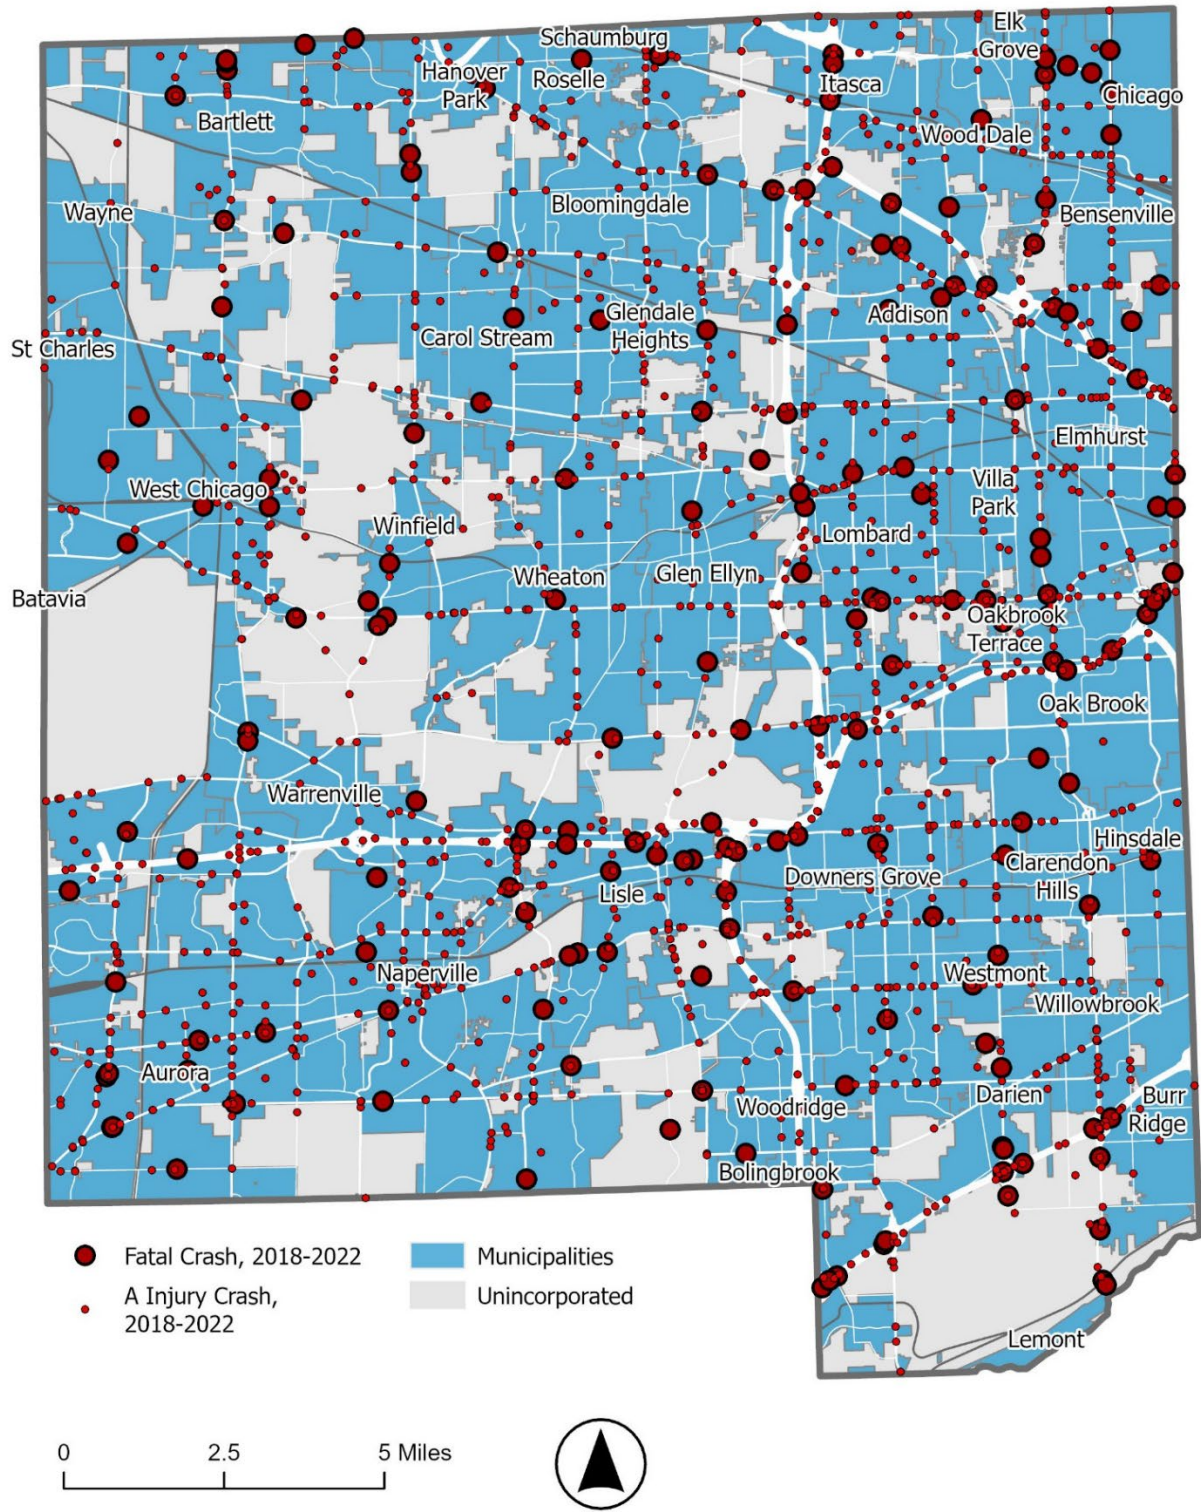 Schaumburg
Elk
Grove
Hanover
Park
Roselle
Itasca
Chicago
Bartlett
Wood Dale
Wayne
Bloomingdale
Bensenville
St Charles
Carol Stream
Glendale
Heights
Addison
Elmhurst
West Chicago
Villa
Park
Winfield
Lombard
Wheaton
Glen Ellyn
Batavia
Oakbrook
Terrace
Oak Brook
Warrenville
Hinsdale
Lisle
Downers Grove
Clarendon
Hills
Naperville
Westmont
Willowbrook
Aurora
Woodridge
Darien
Burr
Ridge
Bolingbrook
Lemont
Fatal Crash, 2018-2022
A Injury Crash,
2018-2022
Municipalities
Unincorporated
0 2.5 5 Miles